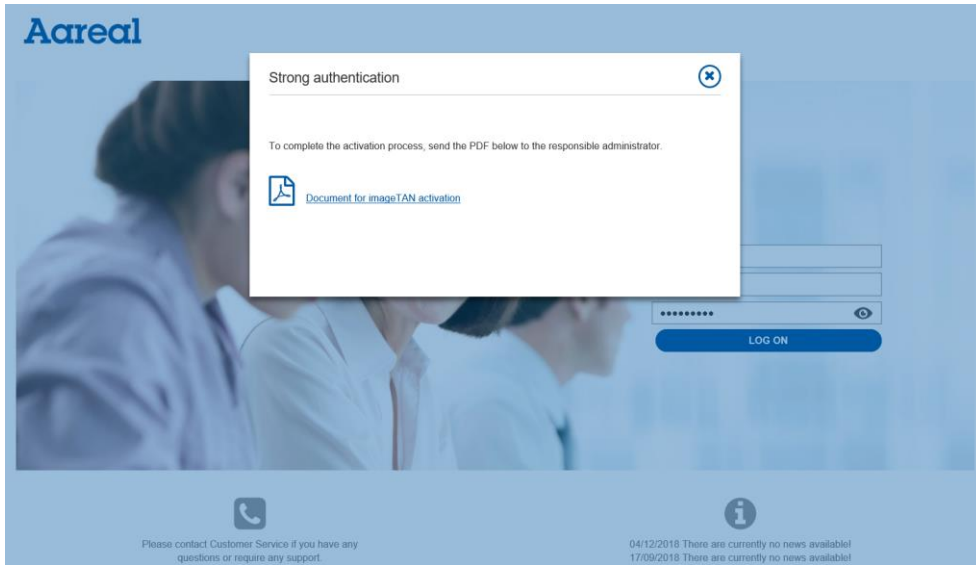 Aareal
Strong authentication
To complete the activation process, send the PDF below to the responsible administrator.
Document for imageTAN activation
•••••••••
LOG ON
Please contact Customer Service if you have any
questions or require any support.
04/12/2018 There are currently no news available!
17/09/2018 There are currently no news available!